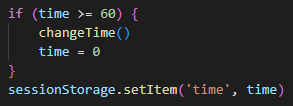 if (time >= 60) {
    changeTime()
    time = 0
}
sessionStorage.setItem('time', time)